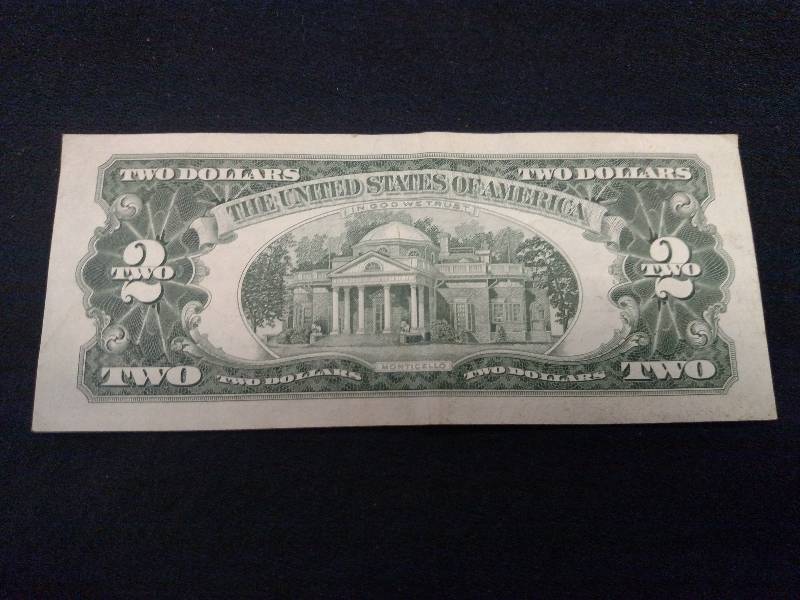 TWO DOLLARS TWO DOLLARS
THE UNITED STATES OF AMERICA
IN GOD WE TRUST
2 2
TWO TWO
MONTICELLO
TWO TWO DOLLARS TWO DOLLARS TWO